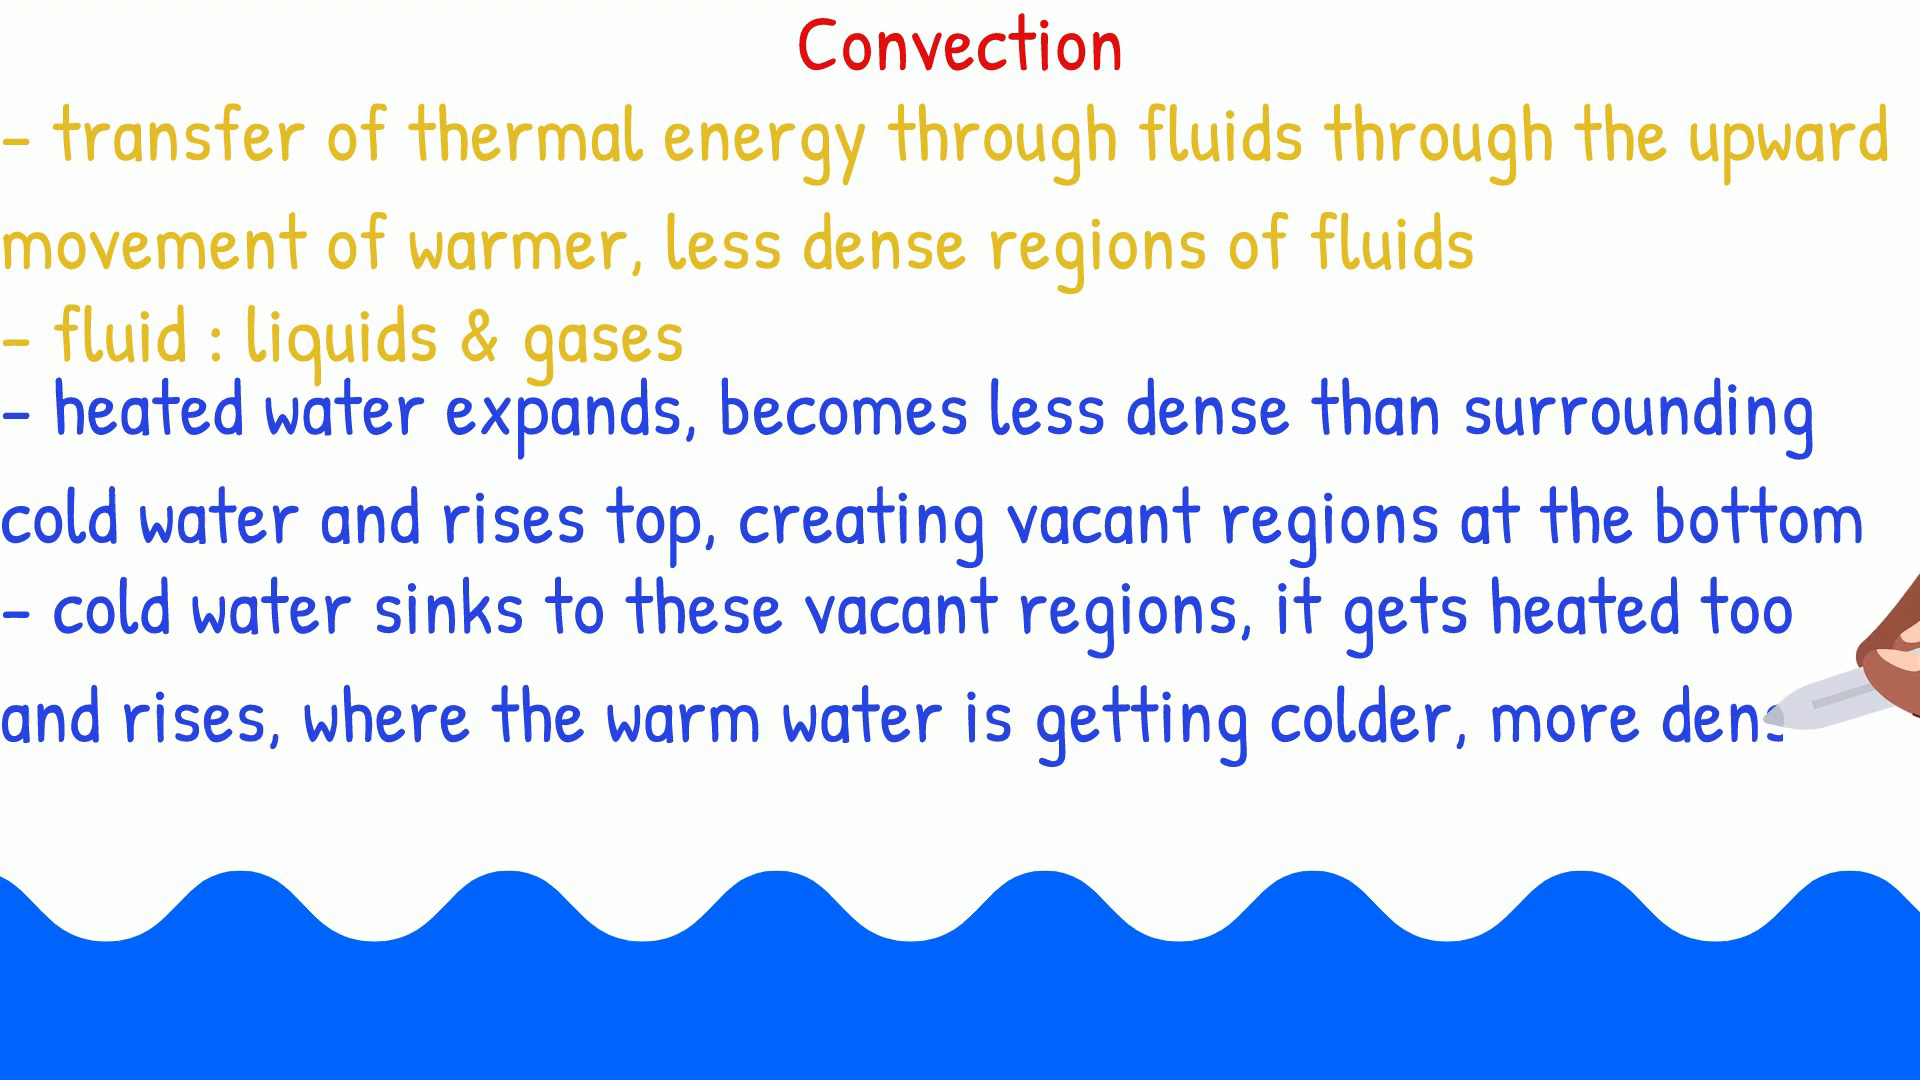 Convection
- transfer of thermal energy through fluids through the upward
movement of warmer, less dense regions of fluids
- fluid : liquids & gases
- heated water expands, becomes less dense than surrounding
cold water and rises top, creating vacant regions at the bottom
- cold water sinks to these vacant regions, it gets heated too
and rises, where the warm water is getting colder, more dens